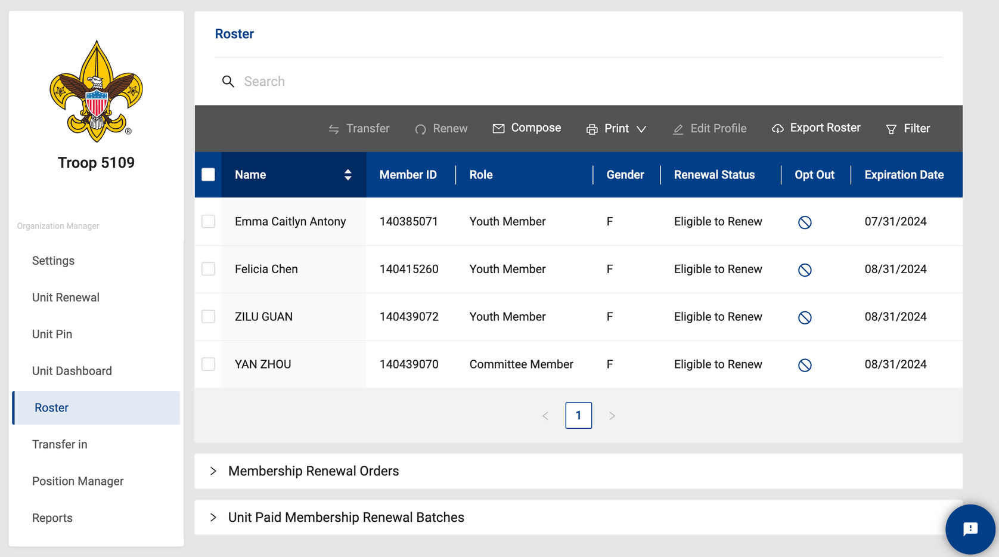 Troop 5109
Organization Manager
Settings
Unit Renewal
Unit Pin
Unit Dashboard
Roster
Transfer in
Position Manager
Reports
Roster
Search
Transfer Renew Compose Print Edit Profile Export Roster Filter
Name Member ID Role Gender Renewal Status Opt Out Expiration Date
Emma Caitlyn Antony 140385071 Youth Member F Eligible to Renew 07/31/2024
Felicia Chen 140415260 Youth Member F Eligible to Renew 08/31/2024
ZILU GUAN 140439072 Youth Member F Eligible to Renew 08/31/2024
YAN ZHOU 140439070 Committee Member F Eligible to Renew 08/31/2024
1
Membership Renewal Orders
Unit Paid Membership Renewal Batches